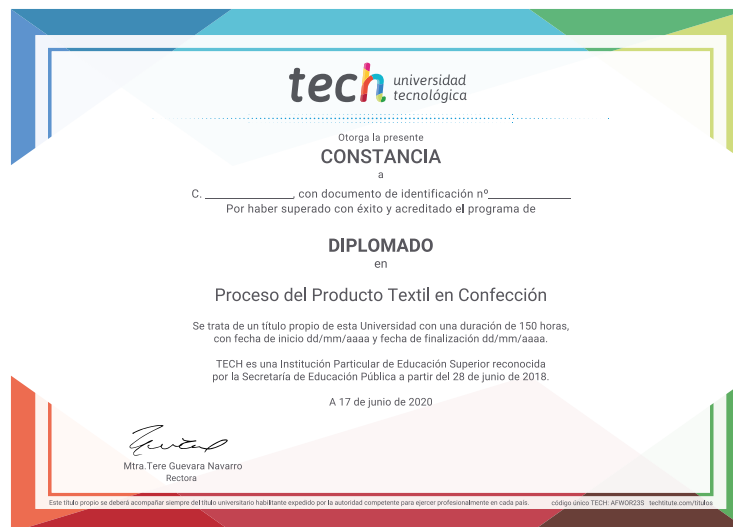 tech universidad
tecnológica
Otorga la presente
CONSTANCIA
a
C. ______________, con documento de identificación nº______________
Por haber superado con éxito y acreditado el programa de
DIPLOMADO
en
Proceso del Producto Textil en Confección
Se trata de un título propio de esta Universidad con una duración de 150 horas,
con fecha de inicio dd/mm/aaaa y fecha de finalización dd/mm/aaaa.
TECH es una Institución Particular de Educación Superior reconocida
por la Secretaría de Educación Pública a partir del 28 de junio de 2018.
A 17 de junio de 2020
Mtra.Tere Guevara Navarro
Rectora
Este título propio se deberá acompañar siempre del título universitario habilitante expedido por la autoridad competente para ejercer profesionalmente en cada país. código único TECH: AFWOR23S techtitute.com/títulos